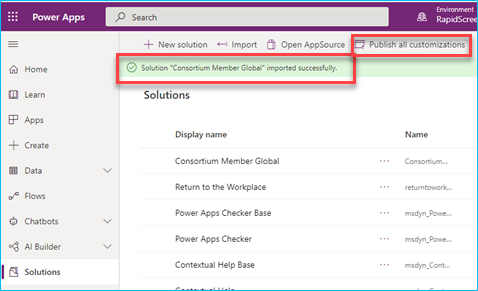 Power Apps
Search
Environment
RapidScree
New solution
Import
Open AppSource
Publish all customizations
Solution "Consortium Member Global" imported successfully.
Home
Learn
Apps
Create
Data
Flows
Chatbots
AI Builder
Solutions
Solutions
Display name Name
Consortium Member Global ... Consortium...
Return to the Workplace ... returntowork...
Power Apps Checker Base ... msdyn_Powe...
Power Apps Checker ... msdyn_Powe...
Contextual Help Base ... msdyn_Cont...
Contextual Help